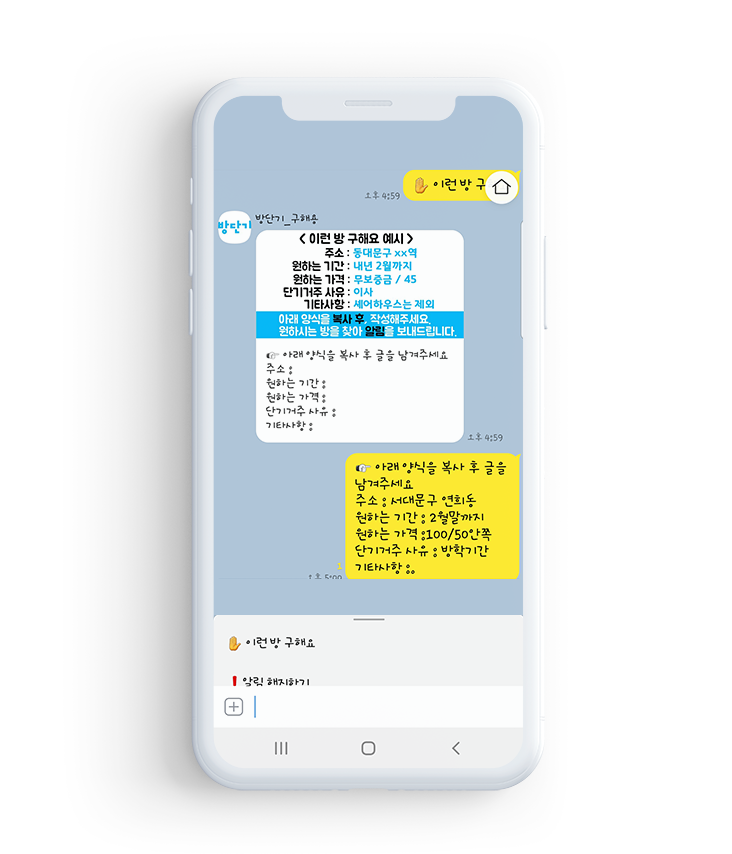 ✋ 이런 방 구
오후 4:59
방단기
방단기_구해용
< 이런 방 구해요 예시 >
주소 : 동대문구 xx역
원하는 기간 : 내년 2월까지
원하는 가격 : 무보증금 / 45
단기거주 사유 : 이사
기타사항 : 셰어하우스는 제외
아래 양식을 복사 후, 작성해주세요.
원하시는 방을 찾아 알림을 보내드립니다.
👉 아래 양식을 복사 후 글을 남겨주세요
주소 ;
원하는 기간 ;
원하는 가격 ;
단기거주 사유 ;
기타사항 ;
오후 4:59
👉 아래 양식을 복사 후 글을
남겨주세요
주소 ; 서대문구 연희동
원하는 기간 ; 2월말까지
원하는 가격 ;100/50안쪽
단기거주 사유 ; 방학기간
기타사항 ;.
1
오후 5:00
✋ 이런 방 구해요
❗ 알림 해지하기